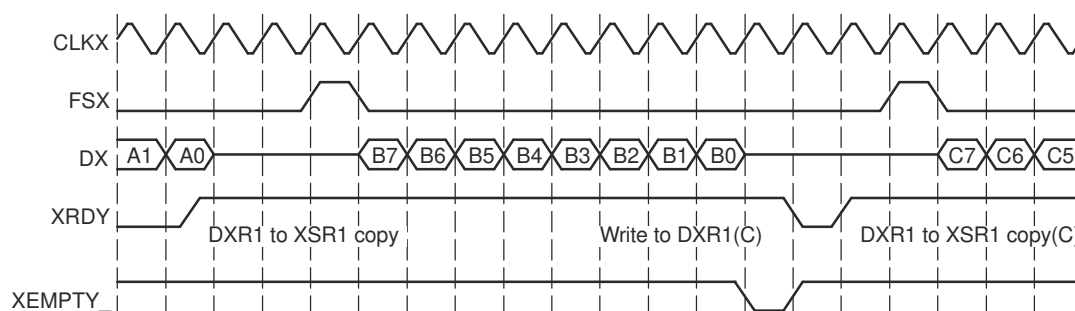 CLKX
FSX
DX A1 A0 B7 B6 B5 B4 B3 B2 B1 B0 C7 C6 C5
XRDY
DXR1 to XSR1 copy Write to DXR1(C) DXR1 to XSR1 copy(C)
XEMPTY_